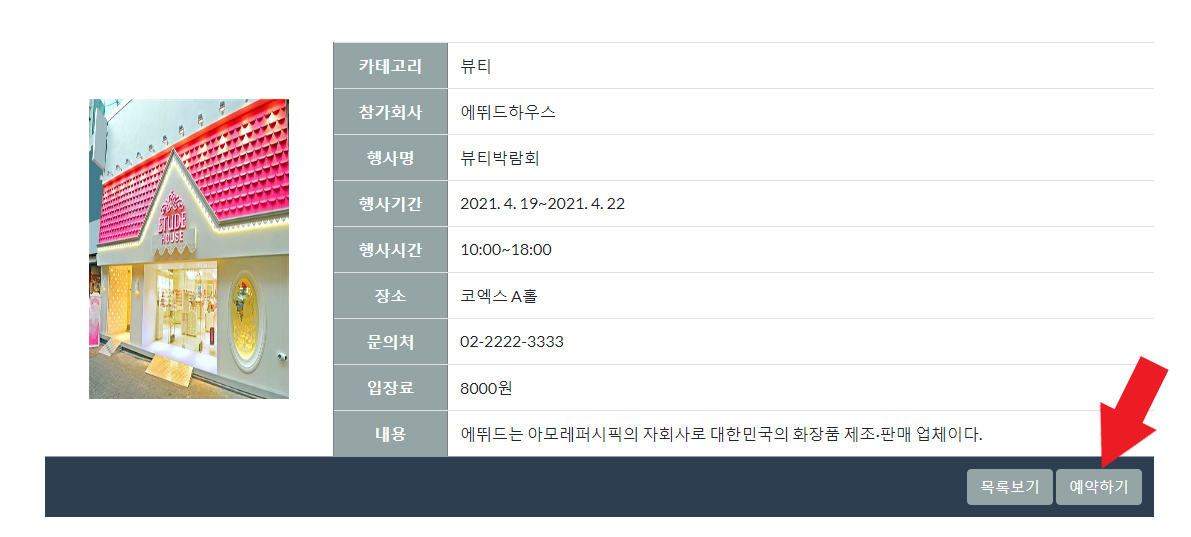 카테고리 뷰티
참가회사 에뛰드하우스
행사명 뷰티박람회
행사기간 2021. 4. 19~2021. 4. 22
행사시간 10:00~18:00
장소 코엑스 A홀
문의처 02-2222-3333
입장료 8000원
내용 에뛰드는 아모레퍼시픽의 자회사로 대한민국의 화장품 제조·판매 업체이다.
ETUDE
HOUSE
목록보기 예약하기